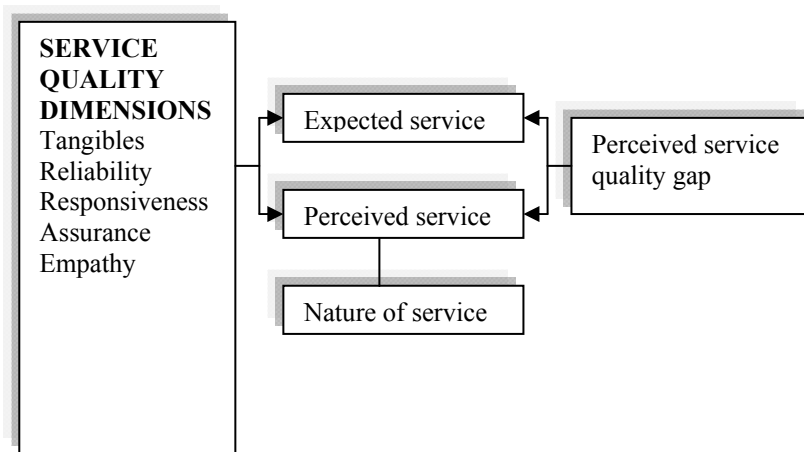 SERVICE
QUALITY
DIMENSIONS
Tangibles
Reliability
Responsiveness
Assurance
Empathy
Expected service
Perceived service
Nature of service
Perceived service
quality gap